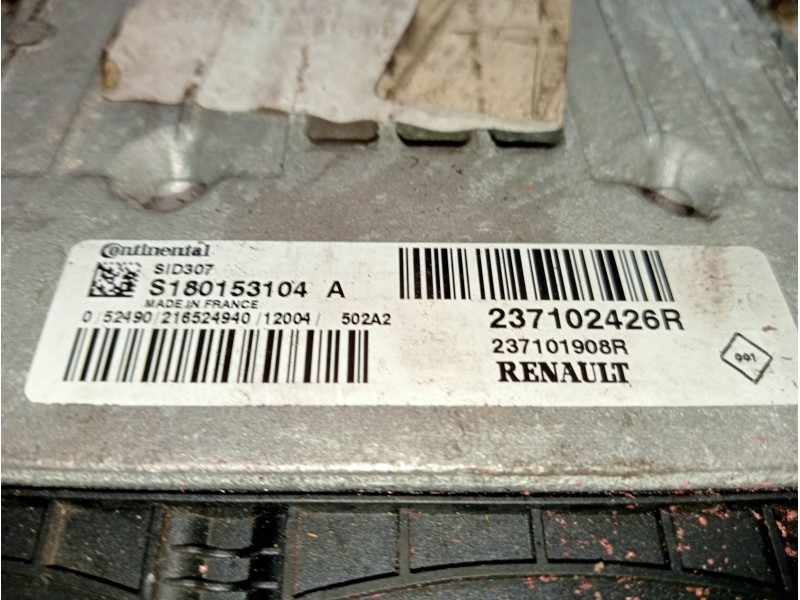 Continental
SID307
S180153104 A
MADE IN FRANCE
0/52490/216524940/12004/ 502A2
237102426R
237101908R
RENAULT
991